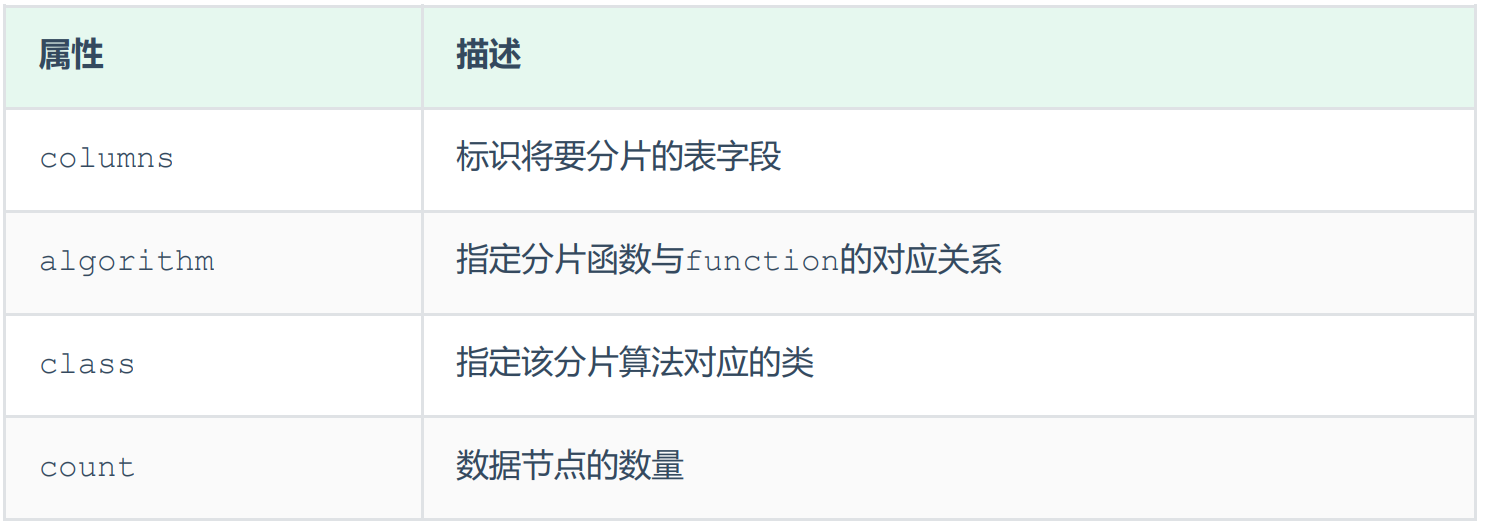 属性 描述
columns 标识将要分片的表字段
algorithm 指定分片函数与function的对应关系
class 指定该分片算法对应的类
count 数据节点的数量